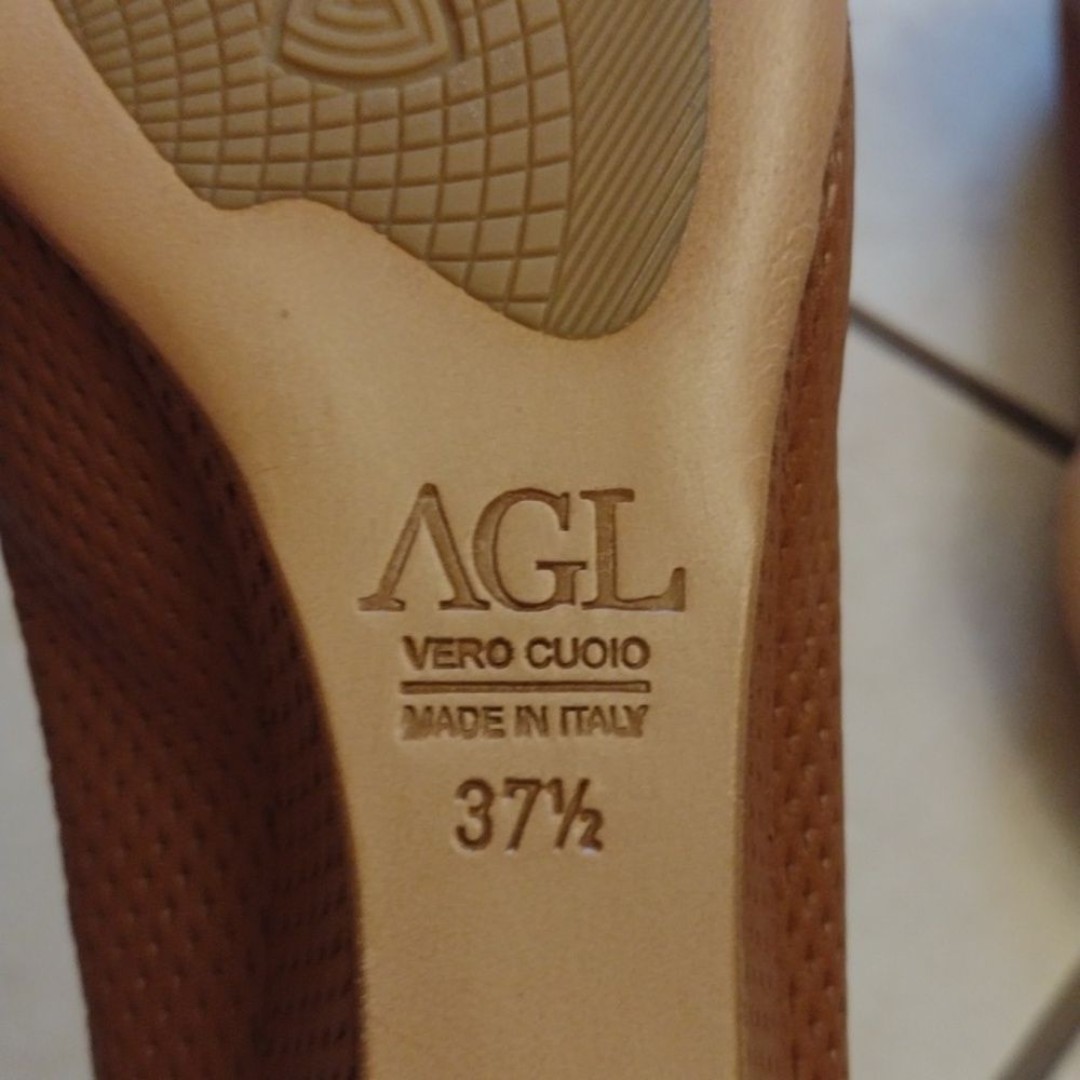 AGL
VERO CUOIO
MADE IN ITALY
37½